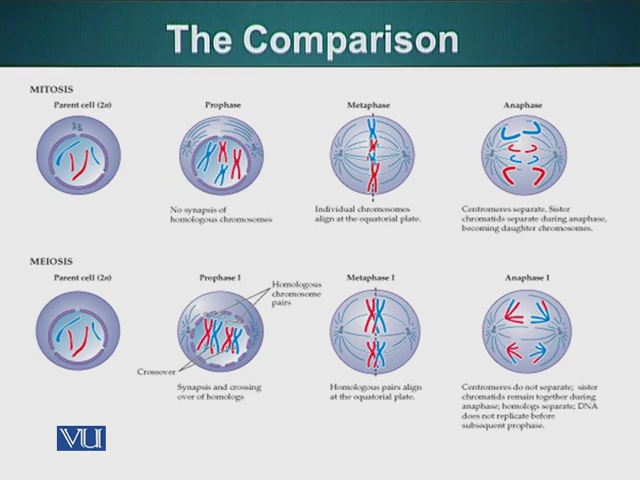 The Comparison
MITOSIS
Parent cell (2n)
Prophase
Metaphase
Anaphase
No synapsis of
homologous chromosomes
Individual chromosomes
align at the equatorial plate.
Centromeres separate. Sister
chromatids separate during anaphase,
becoming daughter chromosomes.
MEIOSIS
Parent cell (2n)
Prophase I
Metaphase I
Anaphase I
Homologous
chromosome
pairs
Crossover
Synapsis and crossing
over of homologs
Homologous pairs align
at the equatorial plate.
Centromeres do not separate; sister
chromatids remain together during
anaphase; homologs separate; DNA
does not replicate before
subsequent prophase.
VU